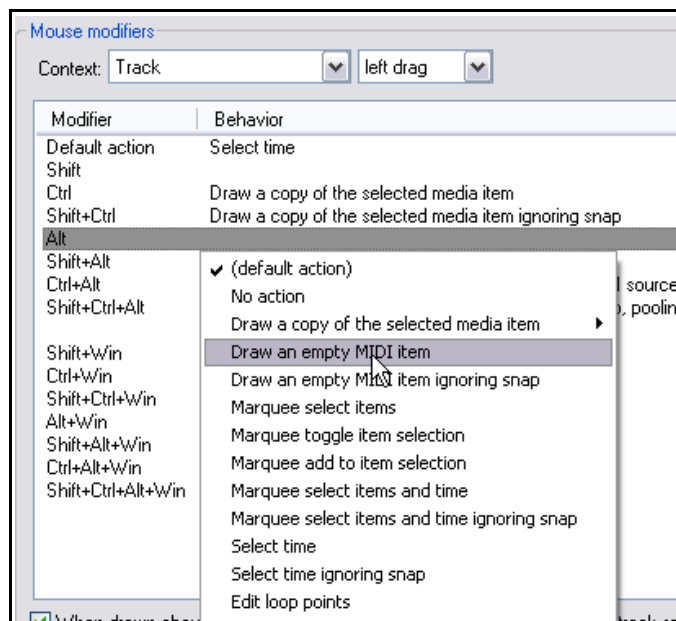 Mouse modifiers
Context: Track left drag
Modifier Behavior
Default action Select time
Shift
Ctrl Draw a copy of the selected media item
Shift+Ctrl Draw a copy of the selected media item ignoring snap
Alt
Shift+Alt
Ctrl+Alt source
Shift+Ctrl+Alt , poolin
Shift+Win
Ctrl+Win
Shift+Ctrl+Win
Alt+Win
Shift+Alt+Win
Ctrl+Alt+Win
Shift+Ctrl+Alt+Win
(default action)
No action
Draw a copy of the selected media item
Draw an empty MIDI item
Draw an empty MIDI item ignoring snap
Marquee select items
Marquee toggle item selection
Marquee add to item selection
Marquee select items and time
Marquee select items and time ignoring snap
Select time
Select time ignoring snap
Edit loop points